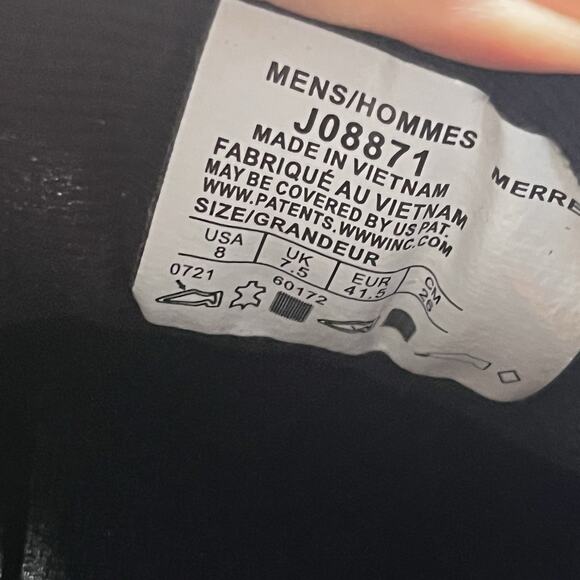 MENS/HOMMES
J08871
MADE IN VIETNAM
FABRIQUÉ AU VIETNAM
MAY BE COVERED BY US PAT.
WWW.PATENTS.WWWINC.COM
SIZE/GRANDEUR
USA UK EUR CM
8 7.5 41.5 26
0721 60172
MERRE